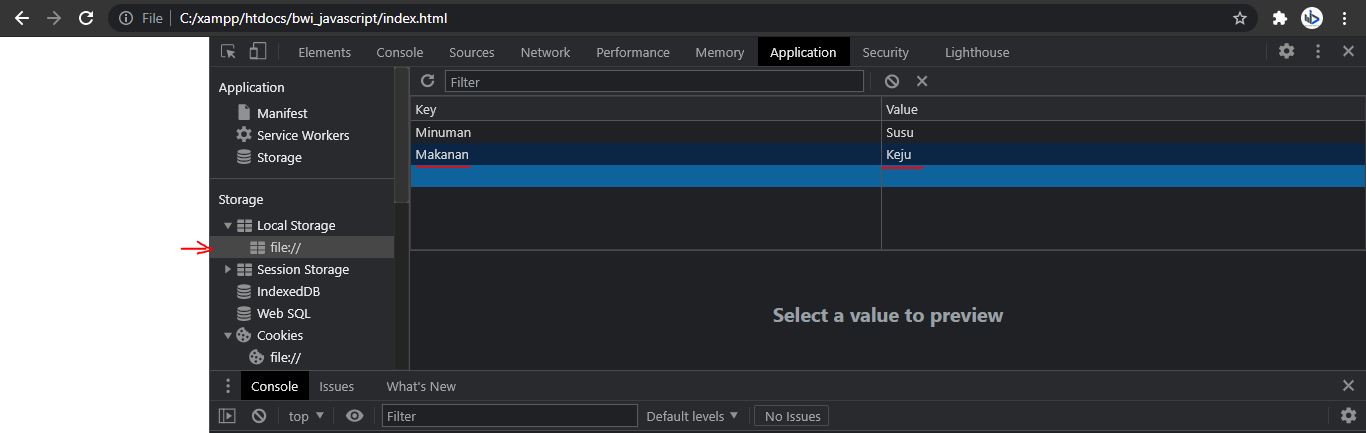 File | C:/xampp/htdocs/bwi_javascript/index.html
Elements Console Sources Network Performance Memory Application Security Lighthouse
Application
Manifest
Service Workers
Storage
Storage
Local Storage
file://
Session Storage
IndexedDB
Web SQL
Cookies
file://
Filter
Key Value
Minuman Susu
Makanan Keju
Select a value to preview
Console Issues What's New
top Filter Default levels No Issues